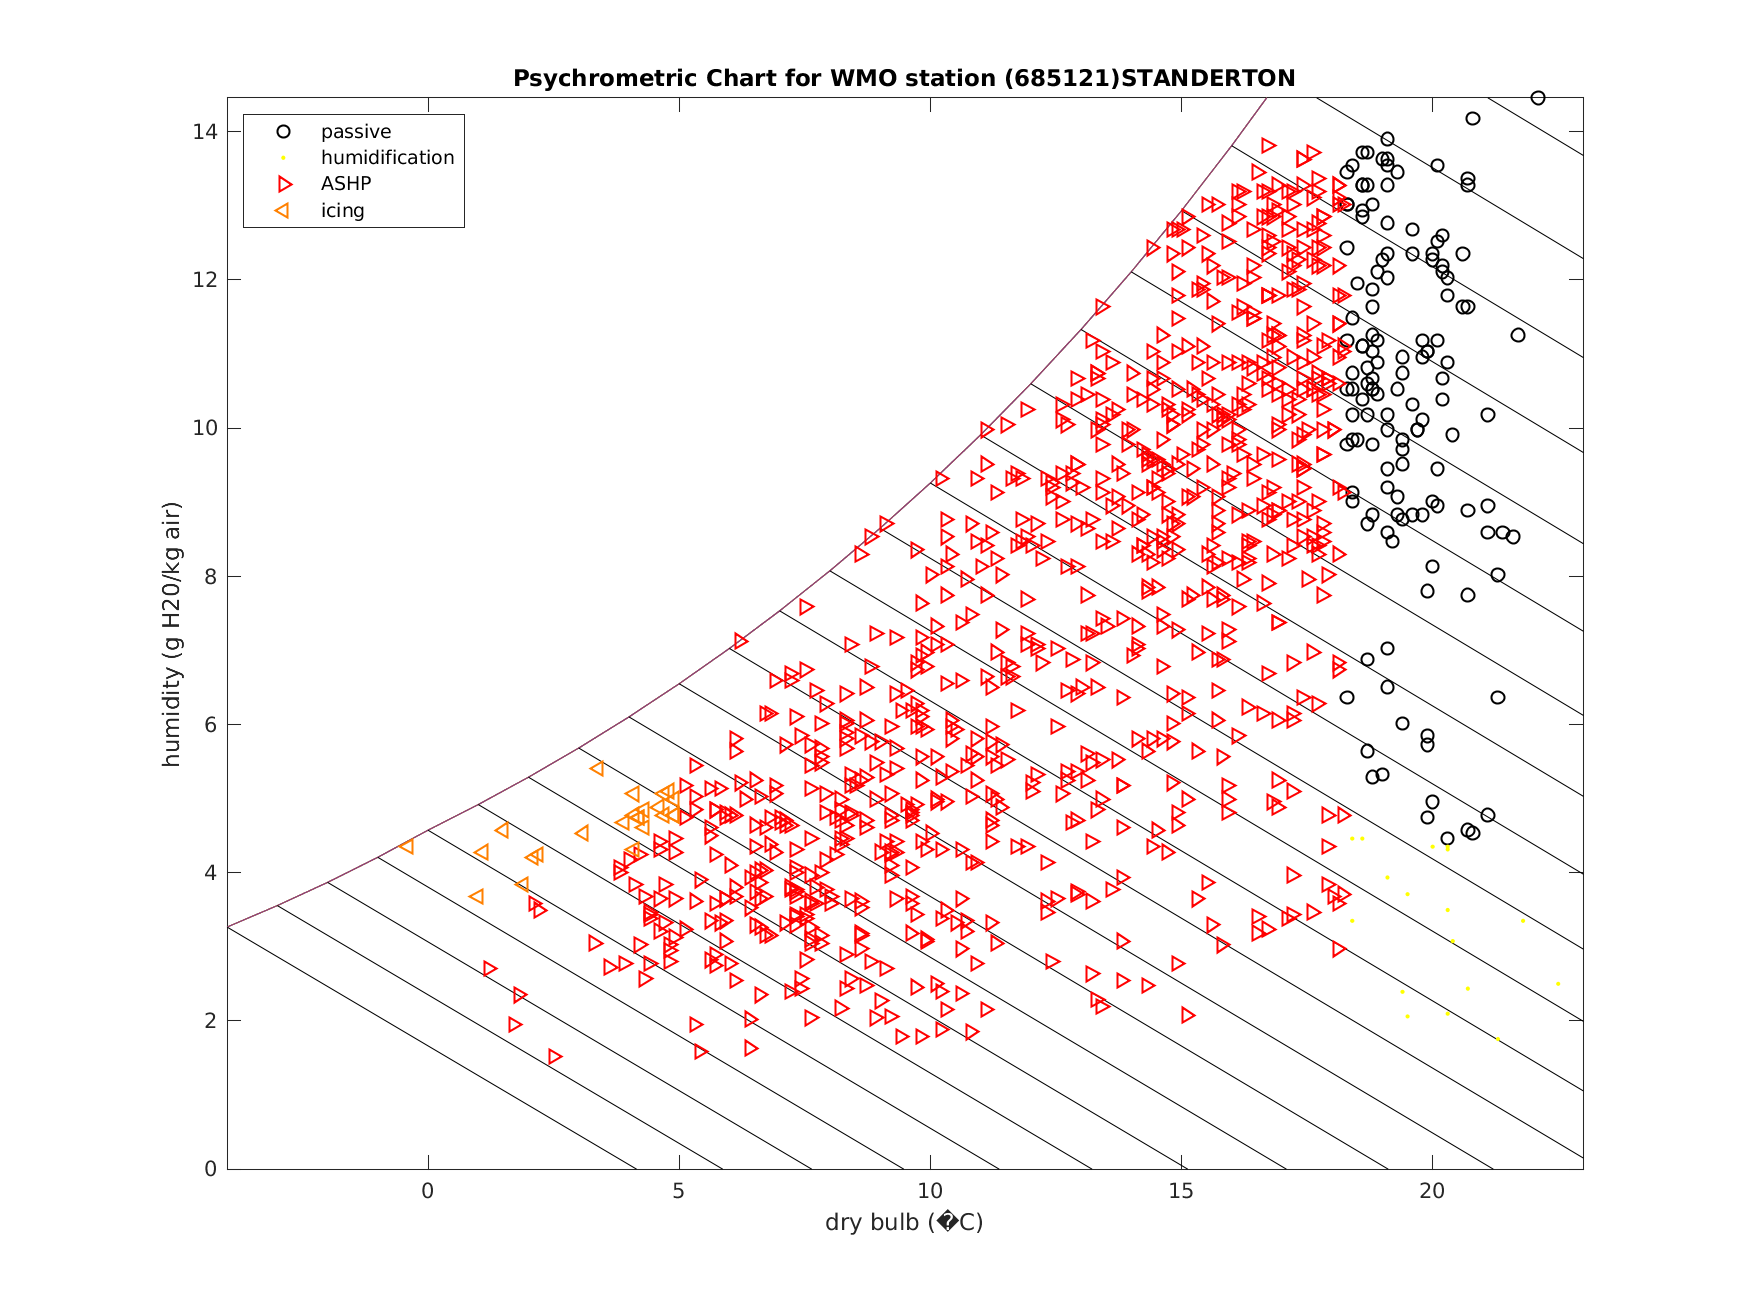 Psychrometric Chart for WMO station (685121)STANDERTON
passive
humidification
ASHP
icing
14
12
10
8
6
4
2
0
humidity (g H20/kg air)
0 5 10 15 20
dry bulb (�C)